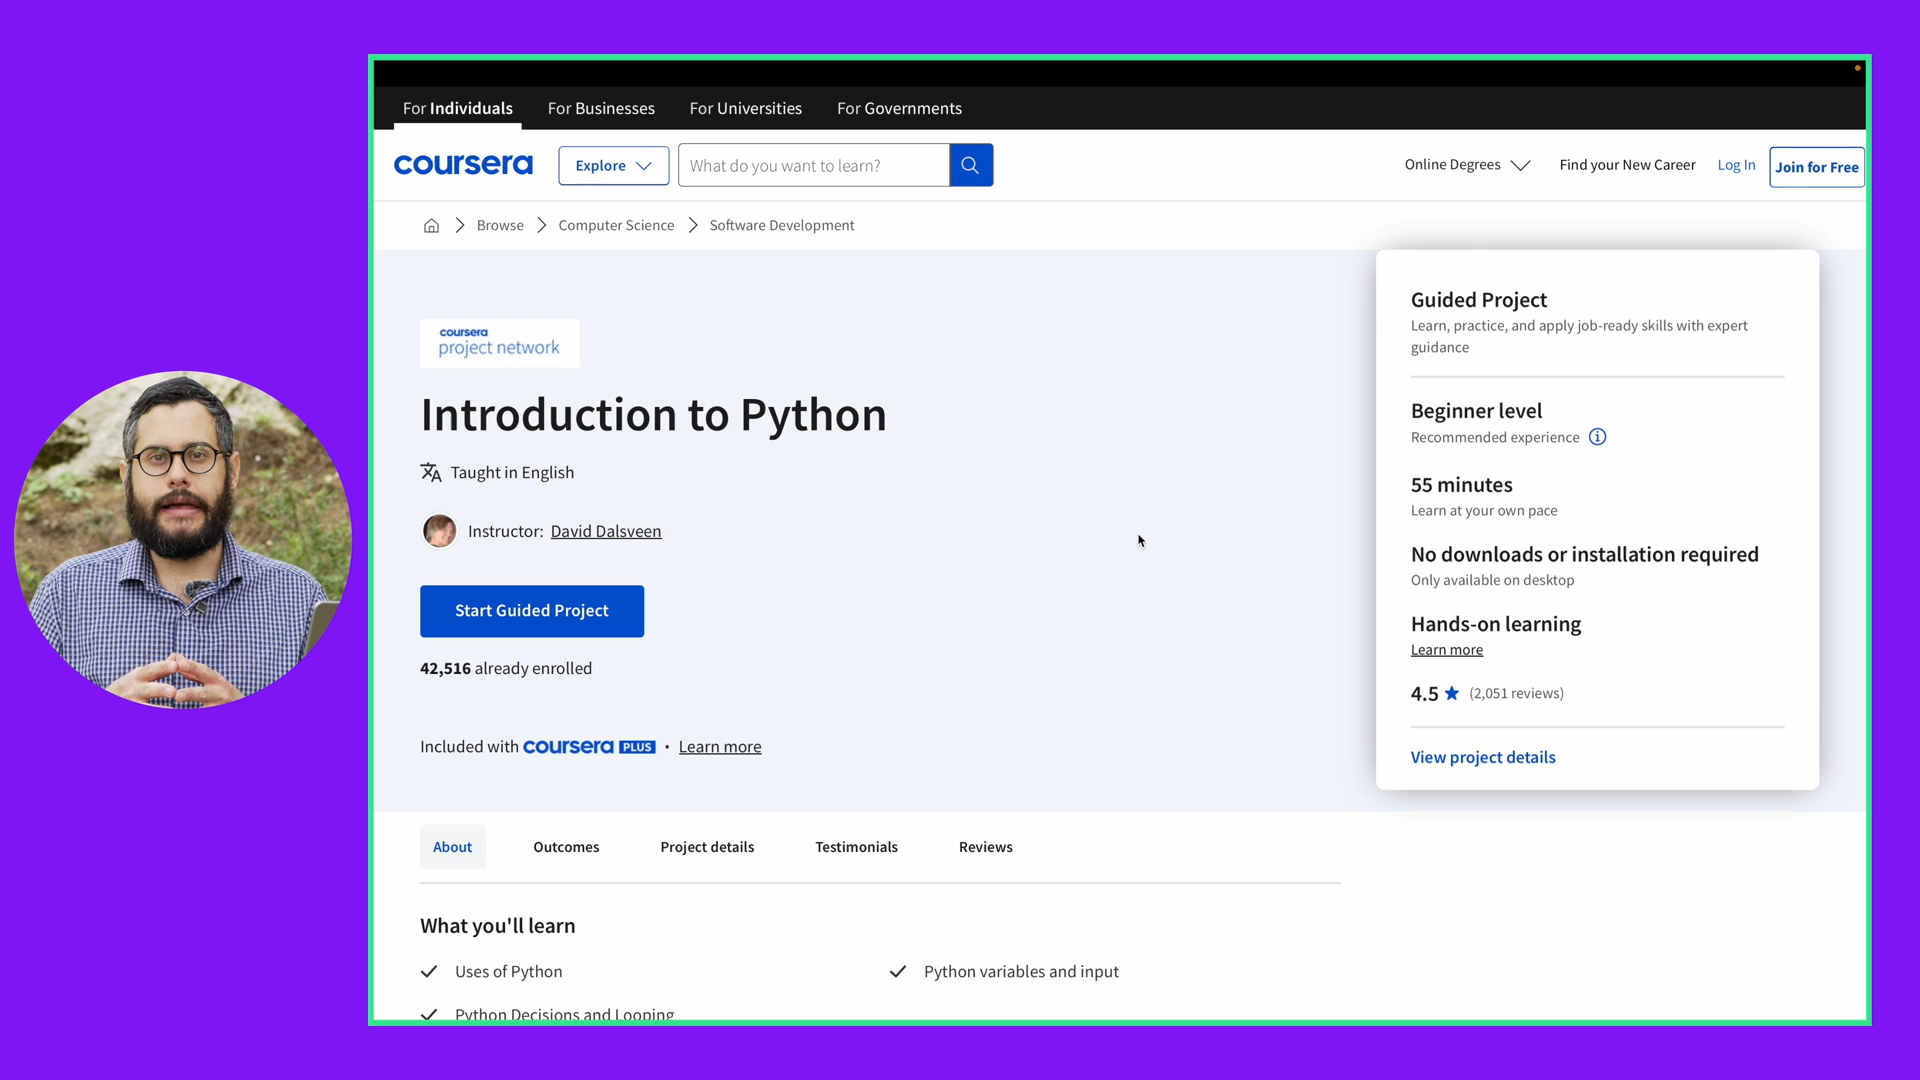 For Individuals For Businesses For Universities For Governments
coursera Explore What do you want to learn? Online Degrees Find your New Career Log In Join for Free
Browse Computer Science Software Development
coursera
project network
Introduction to Python
Taught in English
Instructor: David Dalsveen
Start Guided Project
42,516 already enrolled
Included with coursera PLUS • Learn more
Guided Project
Learn, practice, and apply job-ready skills with expert
guidance
Beginner level
Recommended experience
55 minutes
Learn at your own pace
No downloads or installation required
Only available on desktop
Hands-on learning
Learn more
4.5 ★ (2,051 reviews)
View project details
About Outcomes Project details Testimonials Reviews
What you'll learn
Uses of Python
Python variables and input
Python Decisions and Looping